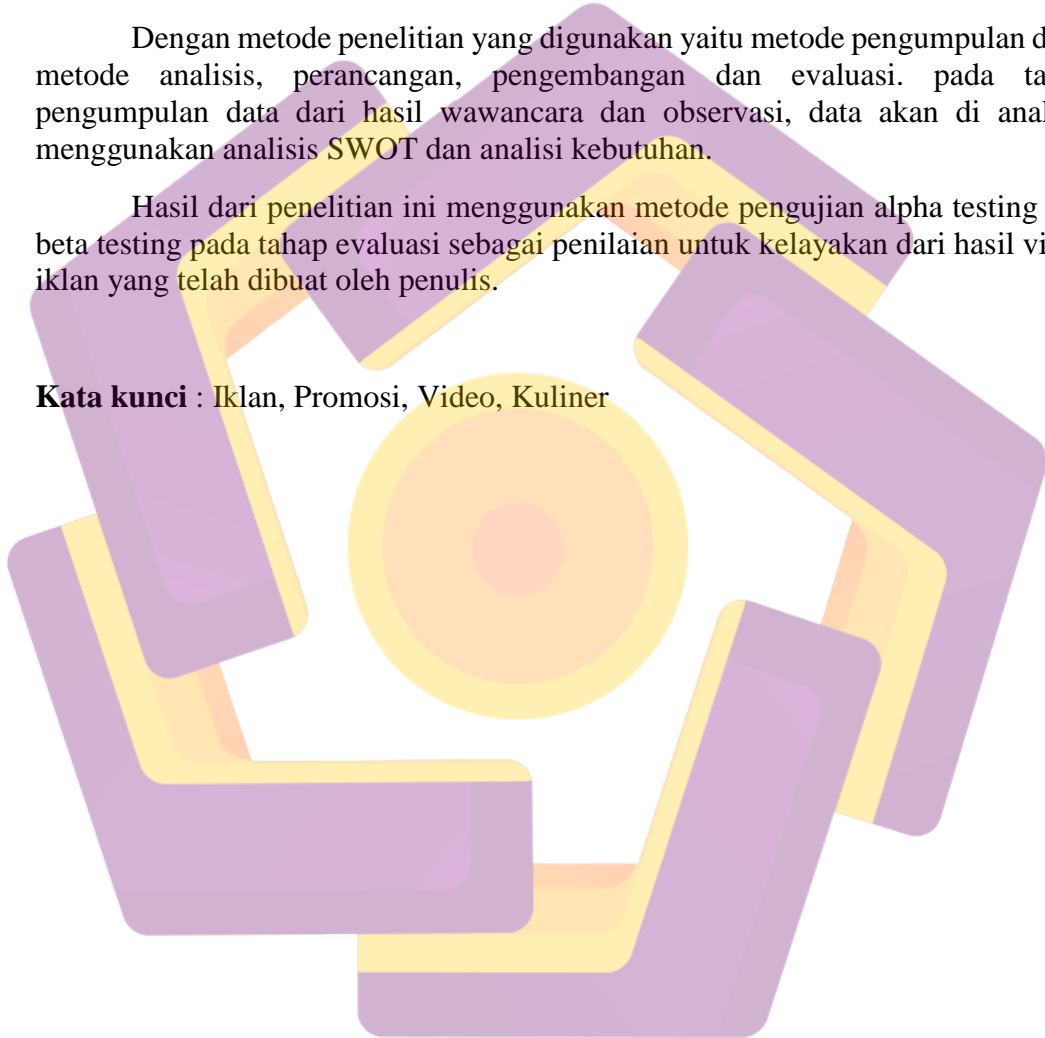 Dengan metode penelitian yang digunakan yaitu metode pengumpulan d
metode analisis, perancangan, pengembangan dan evaluasi. pada ta
pengumpulan data dari hasil wawancara dan observasi, data akan di anal
menggunakan analisis SWOT dan analisi kebutuhan.
Hasil dari penelitian ini menggunakan metode pengujian alpha testing
beta testing pada tahap evaluasi sebagai penilaian untuk kelayakan dari hasil vi
iklan yang telah dibuat oleh penulis.
Kata kunci : Iklan, Promosi, Video, Kuliner